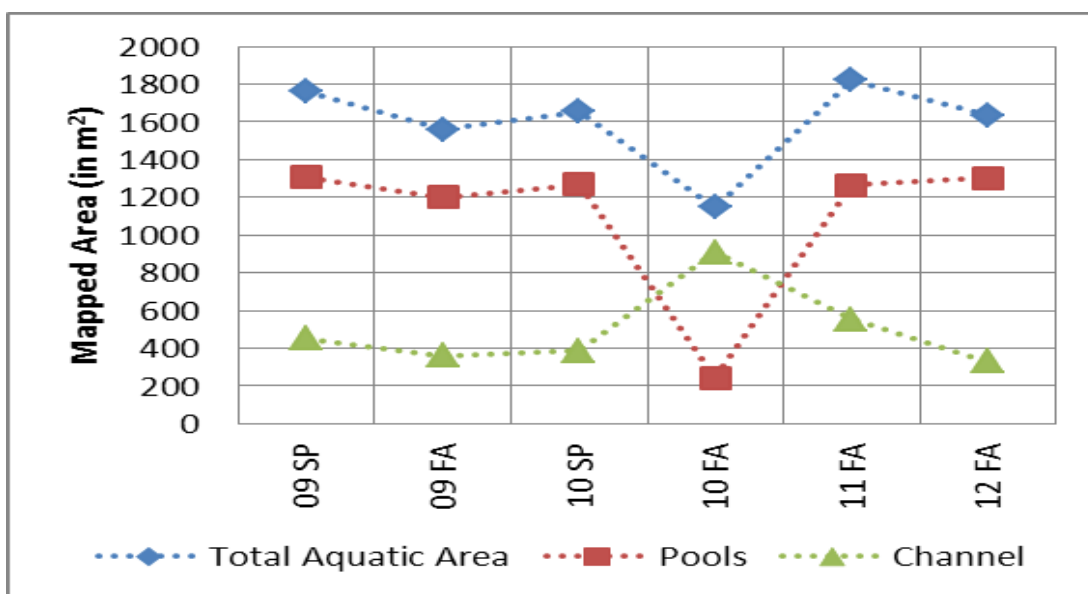 Mapped Area (in m²)
2000
1800
1600
1400
1200
1000
800
600
400
200
0
09 SP
09 FA
10 SP
10 FA
11 FA
12 FA
Total Aquatic Area
Pools
Channel